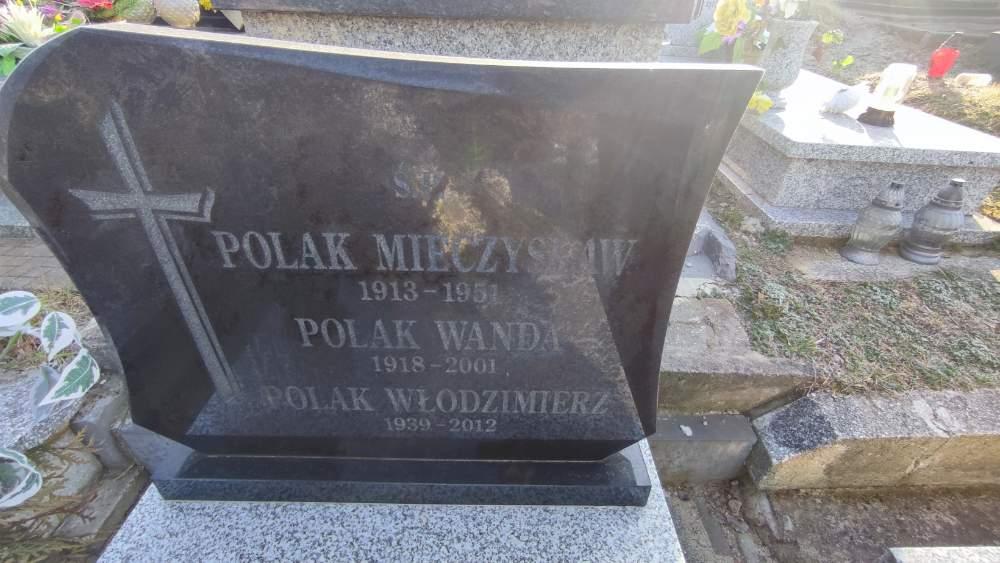 POLAK MIECZYSŁAW
1913-1951
POLAK WANDA
1918-2001
POLAK WŁODZIMIERZ
1939-2012